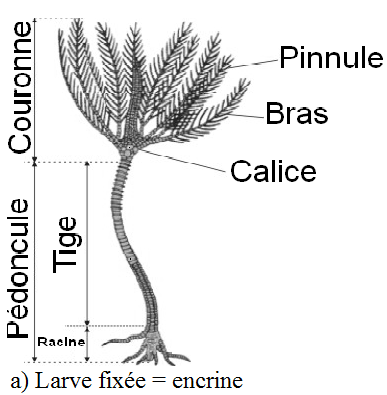 Couronne
Pinnule
Bras
Calice
Pédoncule
Tige
Racine
a) Larve fixée = encrine